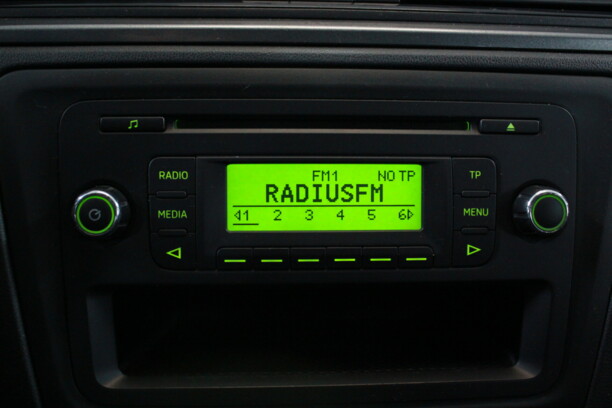 RADIO
MEDIA
FM1 NO TP
RADIUSFM
1 2 3 4 5 6
TP
MENU